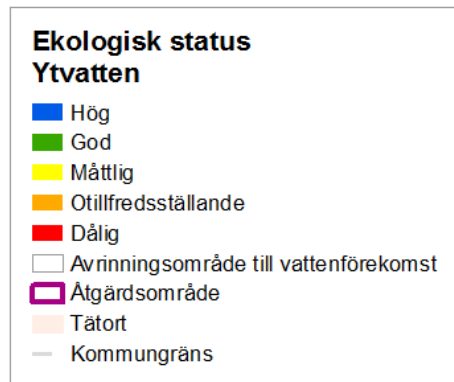 Ekologisk status
Ytvatten
Hög
God
Måttlig
Otillfredsställande
Dålig
Avrinningsområde till vattenförekomst
Åtgärdsområde
Tätort
Kommungräns